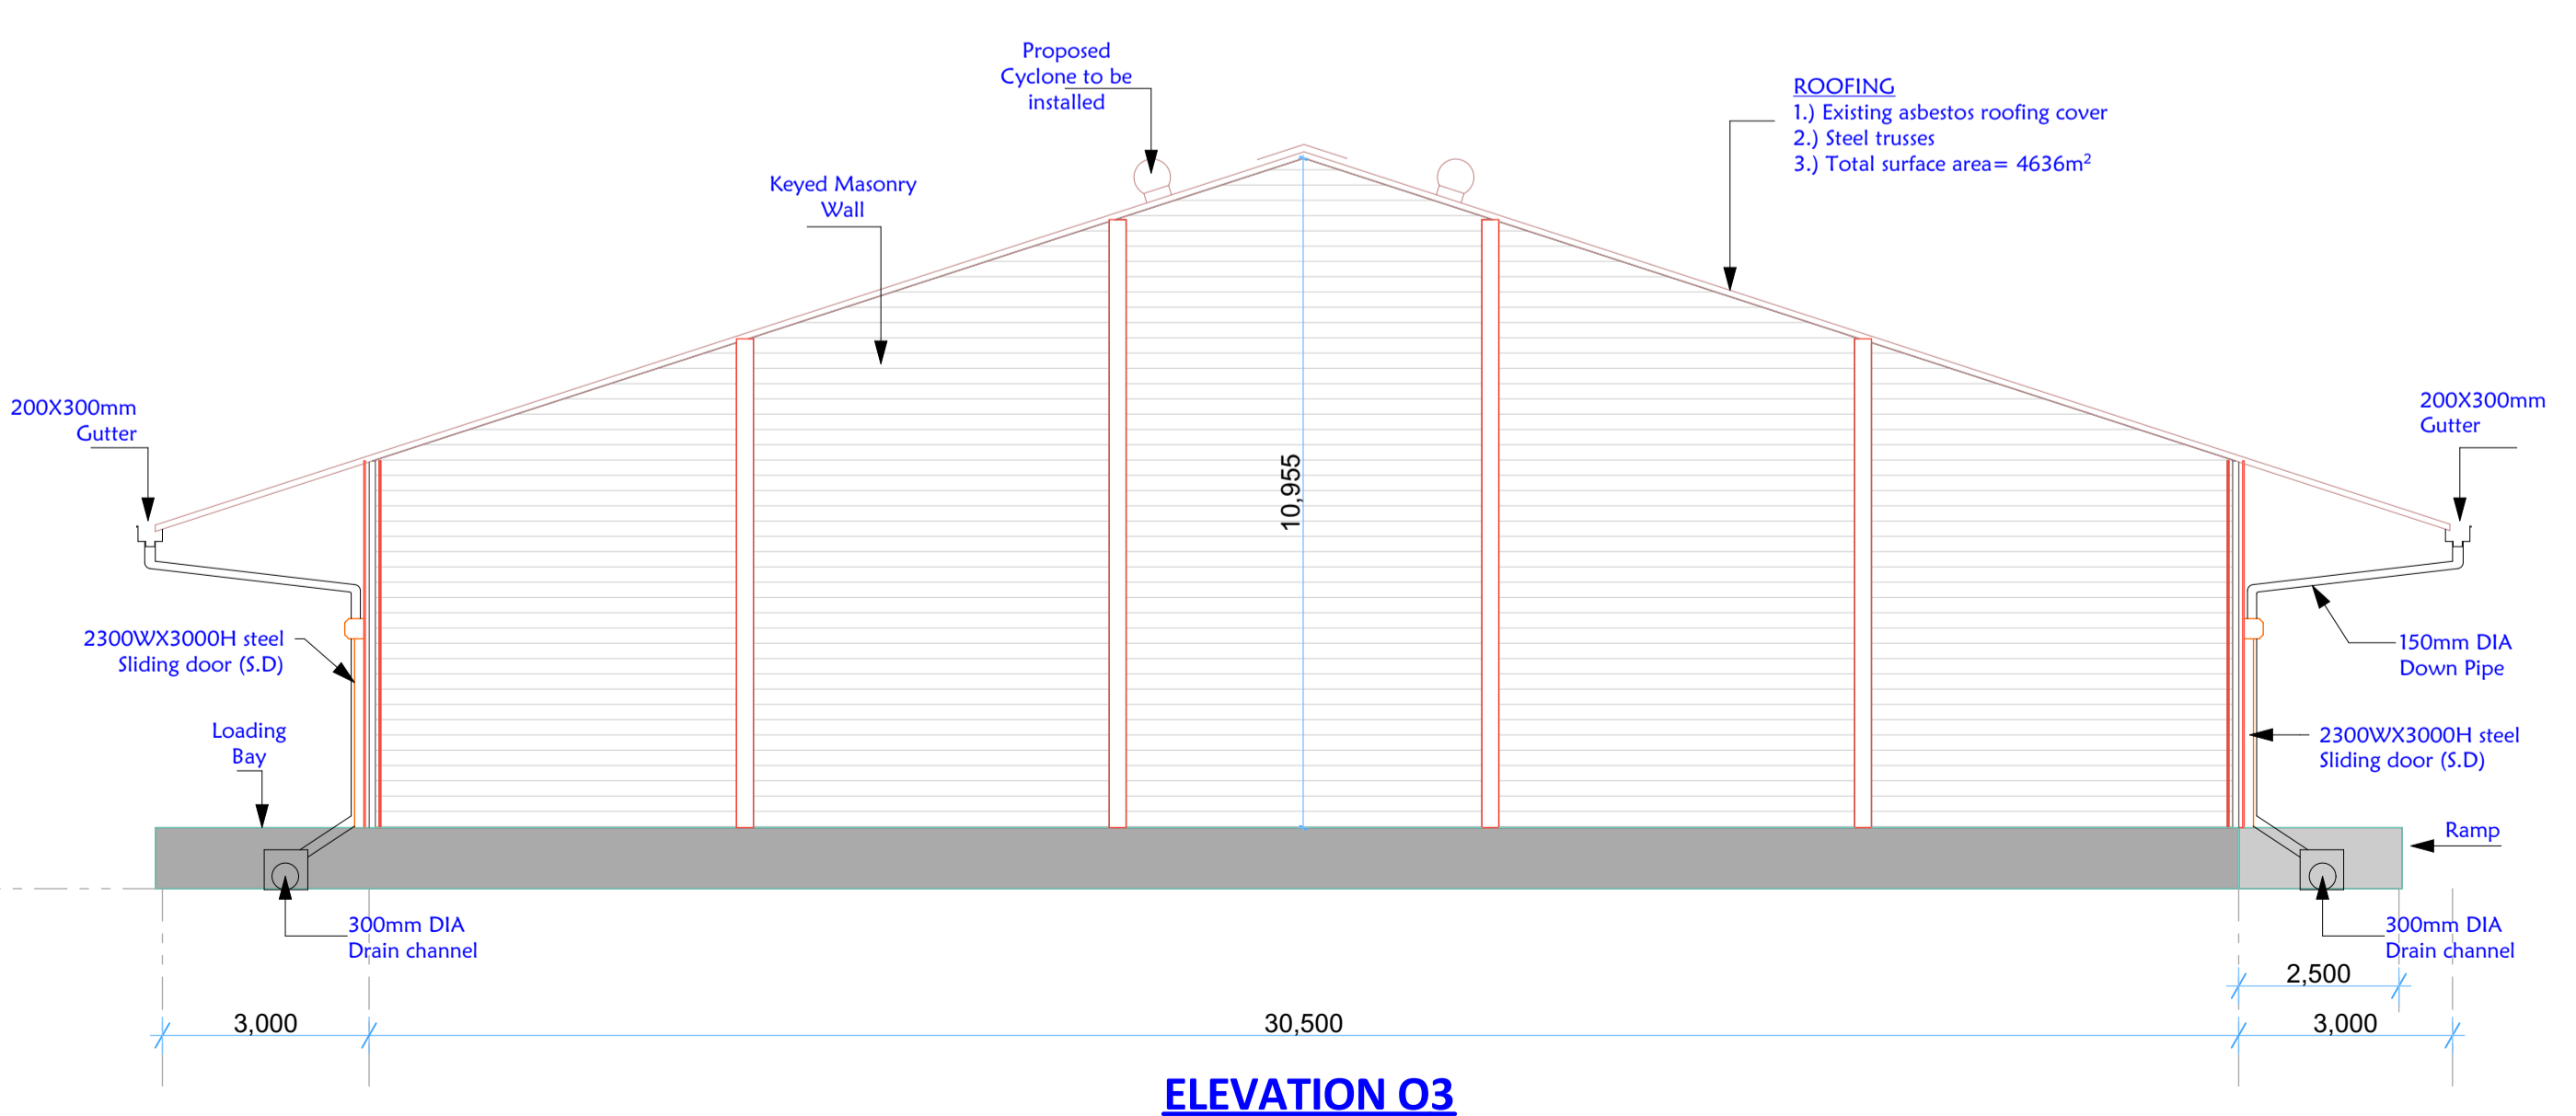 Proposed
Cyclone to be
installed
ROOFING
1.) Existing asbestos roofing cover
2.) Steel trusses
3.) Total surface area= 4636m²
Keyed Masonry
Wall
200X300mm
Gutter
200X300mm
Gutter
10,955
2300WX3000H steel
Sliding door (S.D)
150mm DIA
Down Pipe
Loading
Bay
2300WX3000H steel
Sliding door (S.D)
Ramp
300mm DIA
Drain channel
300mm DIA
Drain channel
2,500
3,000
30,500
3,000
ELEVATION O3